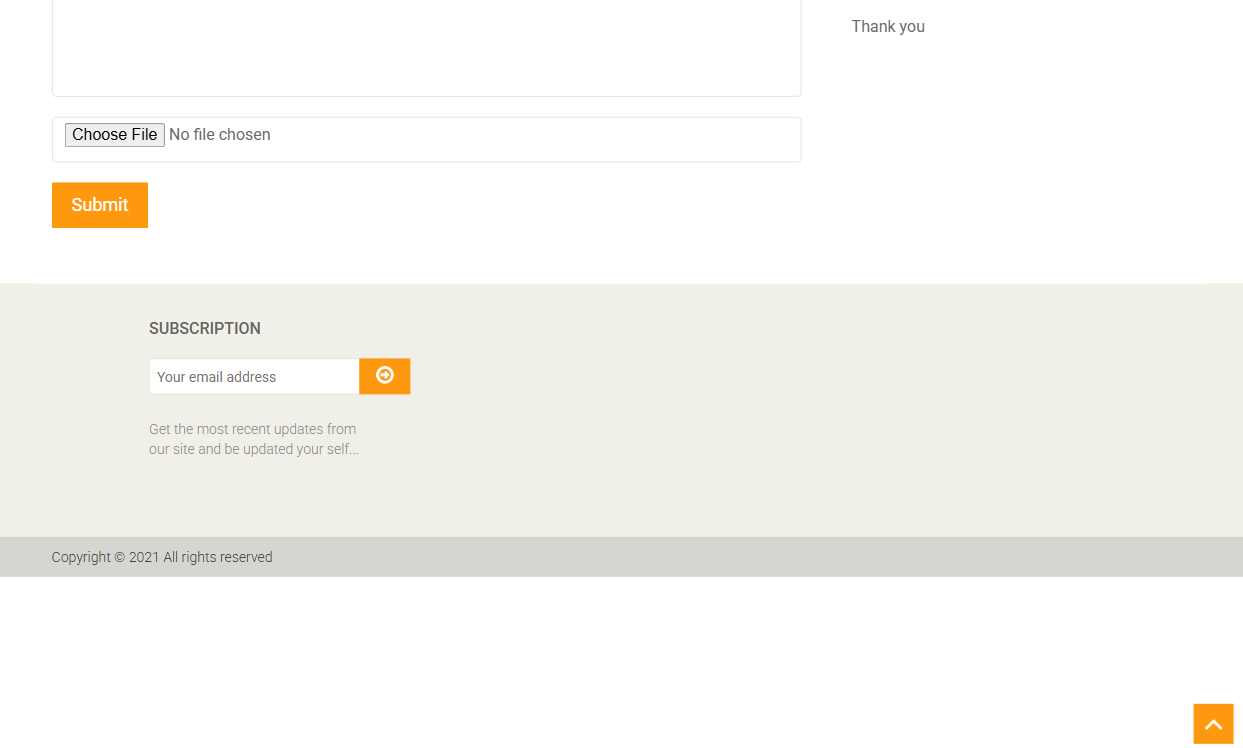 Thank you
Choose File No file chosen
Submit
SUBSCRIPTION
Your email address
Get the most recent updates from
our site and be updated your self...
Copyright © 2021 All rights reserved